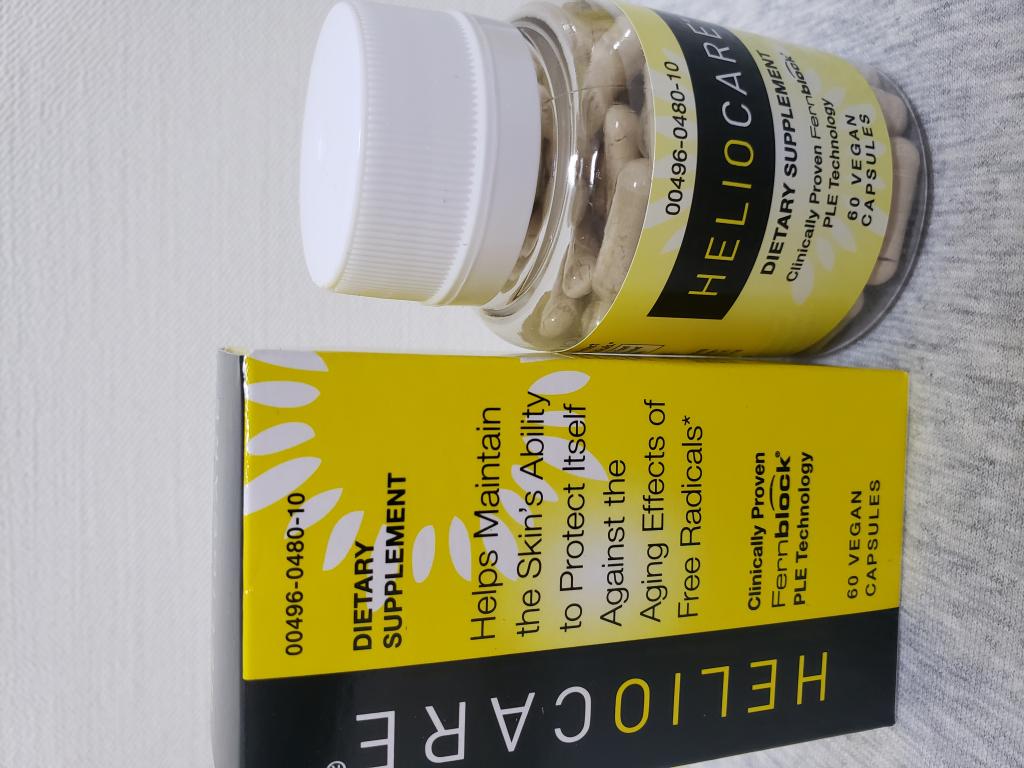 00496-0480-10
DIETARY
SUPPLEMENT
Helps Maintain
the Skin's Ability
to Protect Itself
Against the
Aging Effects of
Free Radicals*
Clinically Proven
Fernblock®
PLE Technology
60 VEGAN
CAPSULES
HELIOCARE®
00496-0480-10
HELIOCARE
DIETARY SUPPLEMENT
Clinically Proven Fernblock®
PLE Technology
60 VEGAN
CAPSULES